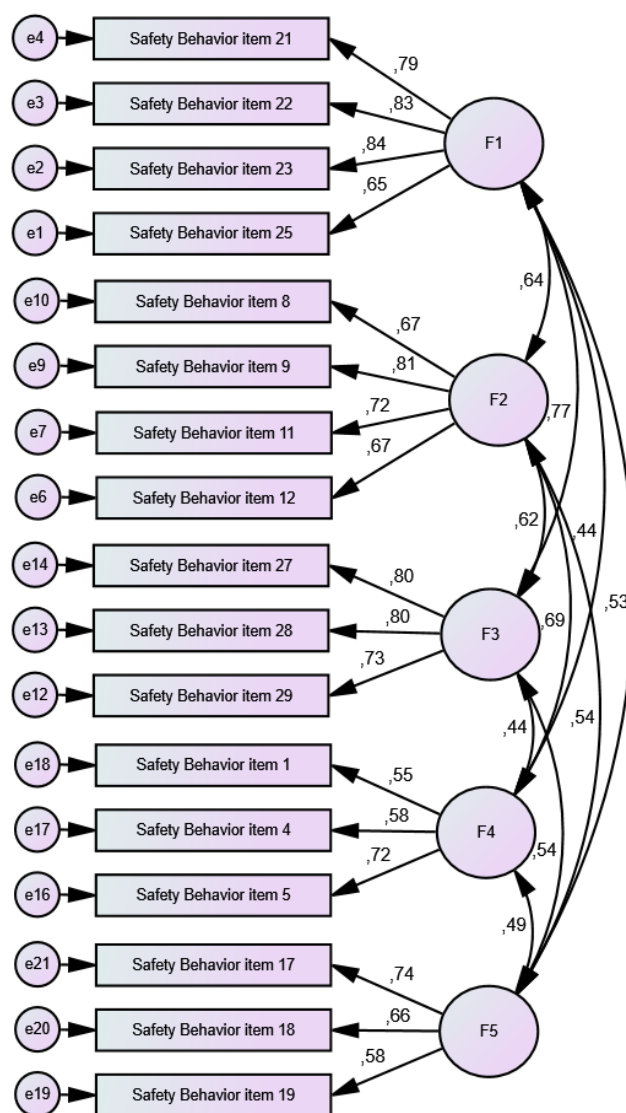 e4 Safety Behavior item 21
,79
e3 Safety Behavior item 22
,83
F1
e2 Safety Behavior item 23
,84
e1 Safety Behavior item 25
,65
,64
e10 Safety Behavior item 8
,67
e9 Safety Behavior item 9
,81
F2
,77
e7 Safety Behavior item 11
,72
e6 Safety Behavior item 12
,67
,62
,44
e14 Safety Behavior item 27
,80
,53
e13 Safety Behavior item 28
,80
F3
,69
e12 Safety Behavior item 29
,73
,44
,54
e18 Safety Behavior item 1
,55
e17 Safety Behavior item 4
,58
F4
,54
e16 Safety Behavior item 5
,72
,49
e21 Safety Behavior item 17
,74
e20 Safety Behavior item 18
,66
F5
e19 Safety Behavior item 19
,58